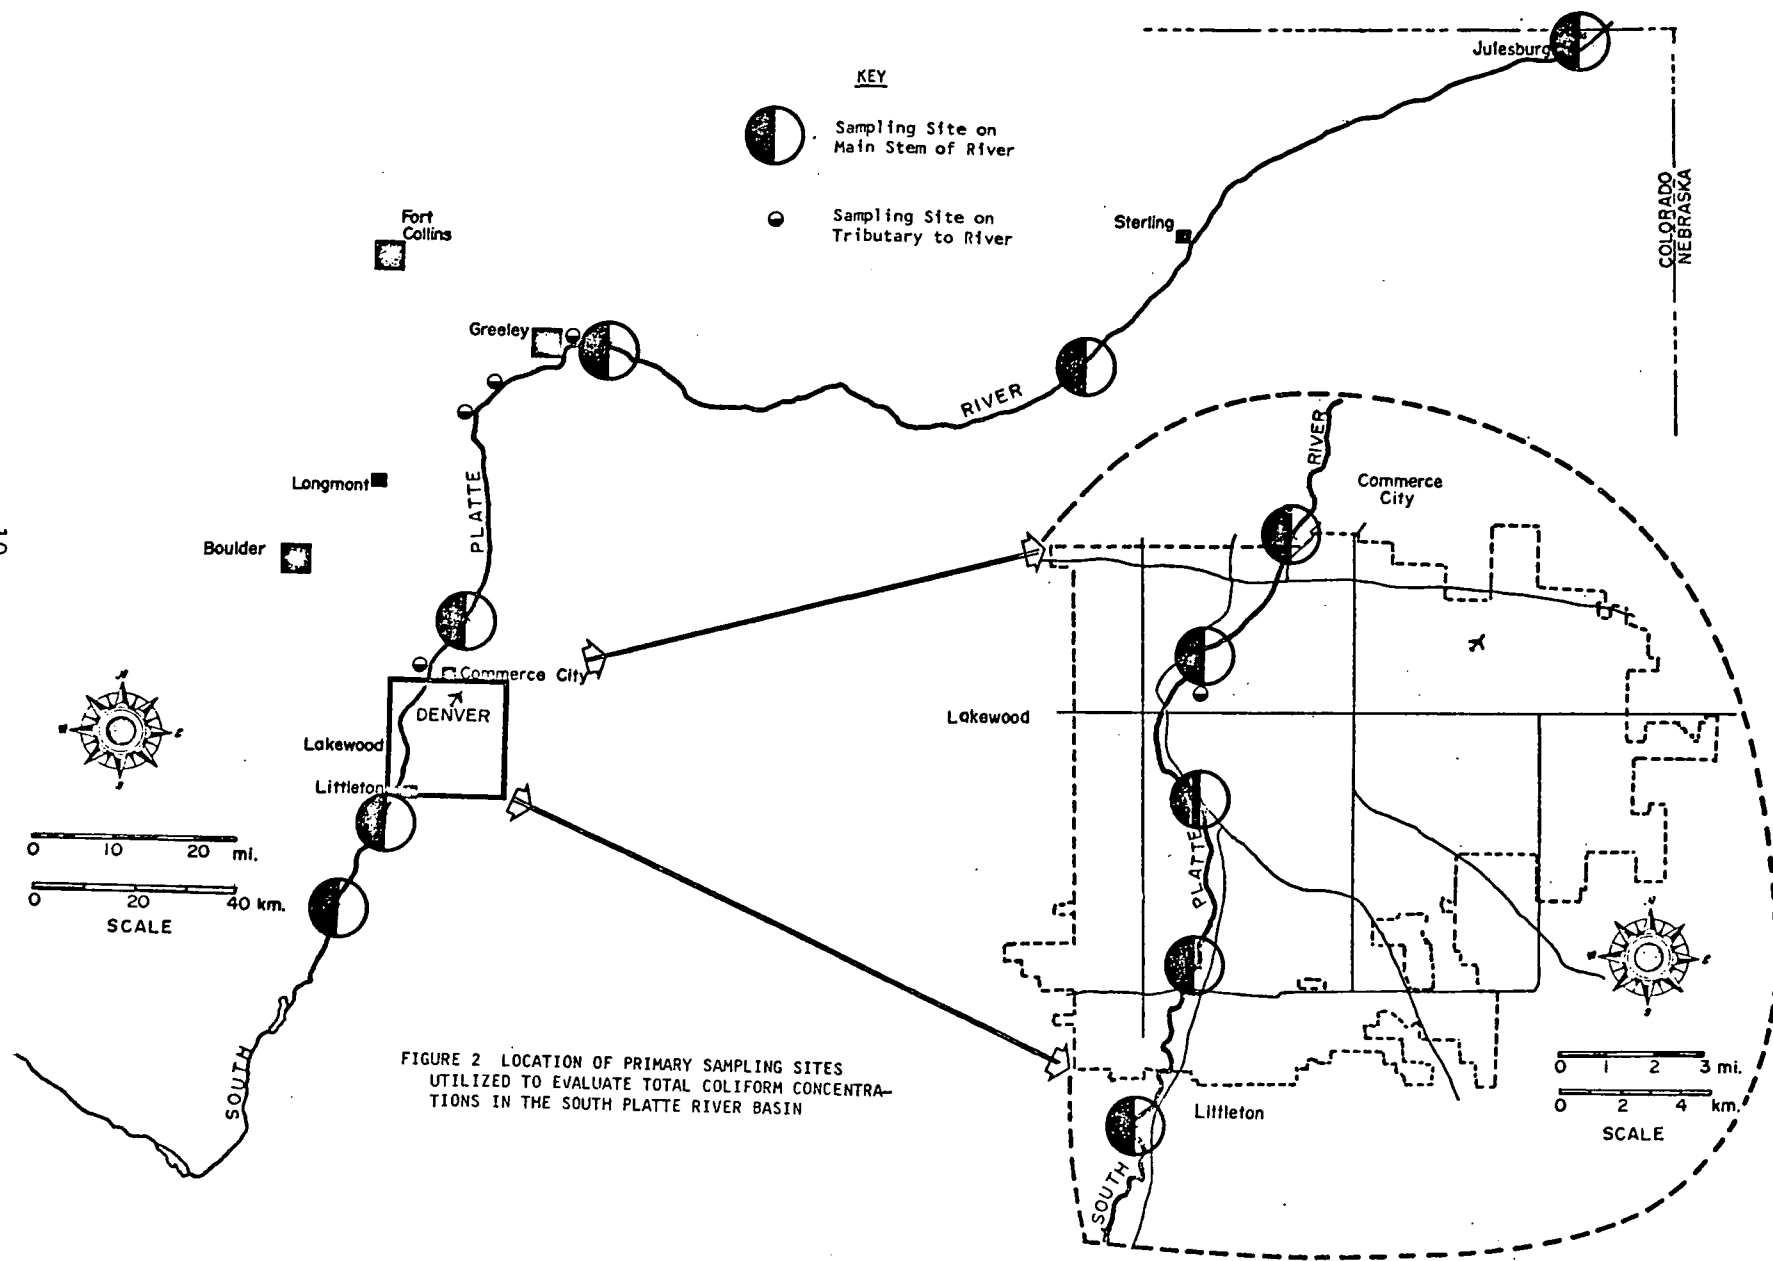 Julesburg
KEY
Sampling Site on
Main Stem of River
Sampling Site on
Tributary to River
COLORADO
NEBRASKA
Fort
Collins
Sterling
Greeley
RIVER
RIVER
Commerce
City
Longmont
PLATTE
Boulder
Commerce City
DENVER
Lakewood
Littleton
N
W
E
S
0 10 20 mi.
0 20 40 km.
SCALE
SOUTH
Lakewood
PLATTE
N
W
E
S
0 1 2 3 mi.
0 2 4 km.
SCALE
Littleton
SOUTH
FIGURE 2 LOCATION OF PRIMARY SAMPLING SITES
UTILIZED TO EVALUATE TOTAL COLIFORM CONCENTRA-
TIONS IN THE SOUTH PLATTE RIVER BASIN